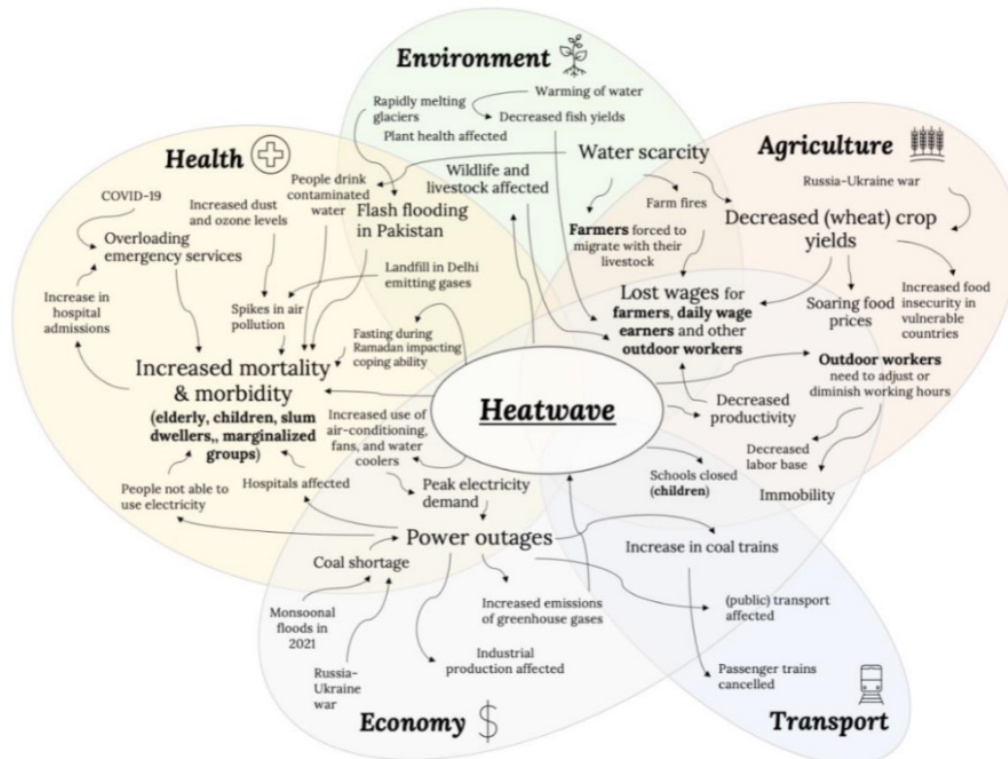 Environment
Rapidly melting
glaciers
Warming of water
Decreased fish yields
Plant health affected
Water scarcity
Wildlife and
livestock affected
Farm fires
Farmers forced to
migrate with their
livestock
Agriculture
Russia-Ukraine war
Decreased (wheat) crop
yields
Soaring food
prices
Increased food
insecurity in
vulnerable
countries
Lost wages for
farmers, daily wage
earners and other
outdoor workers
Outdoor workers
need to adjust or
diminish working hours
Decreased
productivity
Decreased
labor base
Immobility
Schools closed
(children)
Health
COVID-19
Increased dust
and ozone levels
People drink
contaminated
water
Flash flooding
in Pakistan
Overloading
emergency services
Landfill in Delhi
emitting gases
Increase in
hospital
admissions
Spikes in air
pollution
Fasting during
Ramadan impacting
coping ability
Increased mortality
& morbidity
(elderly, children, slum
dwellers,, marginalized
groups)
Increased use of
air-conditioning,
fans, and water
coolers
People not able to
use electricity
Hospitals affected
Heatwave
Peak electricity
demand
Power outages
Coal shortage
Monsoonal
floods in
2021
Russia-
Ukraine
war
Increased emissions
of greenhouse gases
Industrial
production affected
Economy $
Increase in coal trains
(public) transport
affected
Passenger trains
cancelled
Transport